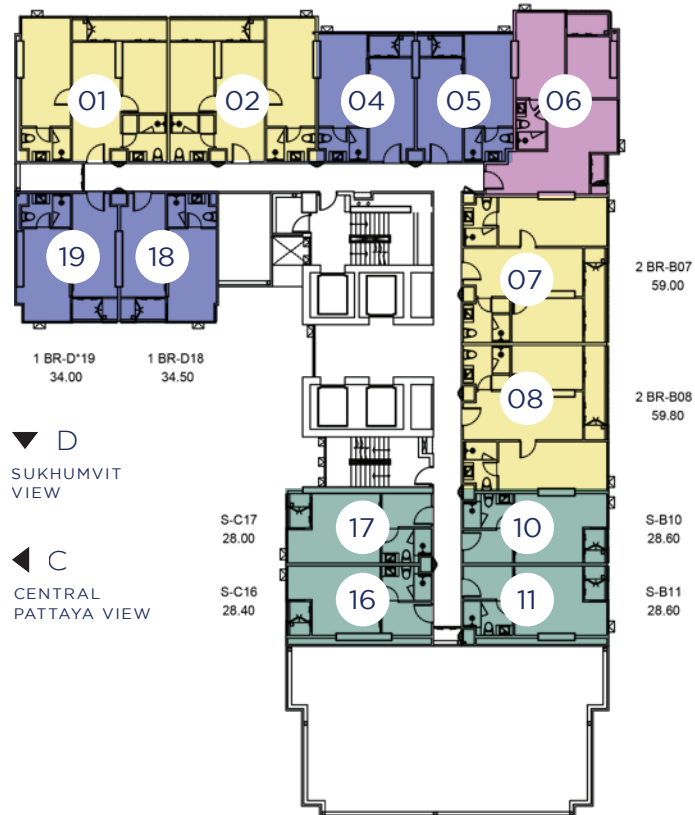 01
02
04
05
06
19
18
07
2 BR-B07
59.00
1 BR-D*19
34.00
1 BR-D18
34.50
08
2 BR-B08
59.80
D
SUKHUMVIT
VIEW
S-C17
28.00
17
10
S-B10
28.60
C
CENTRAL
PATTAYA VIEW
S-C16
28.40
16
11
S-B11
28.60